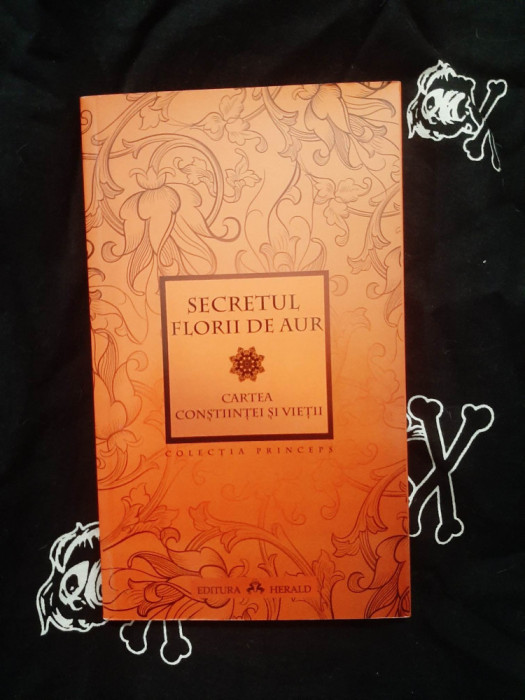 SECRETUL
FLORII DE AUR
CARTEA
CONȘTIINȚEI ȘI VIEȚII
COLECȚIA PRINCEPS
EDITURA HERALD